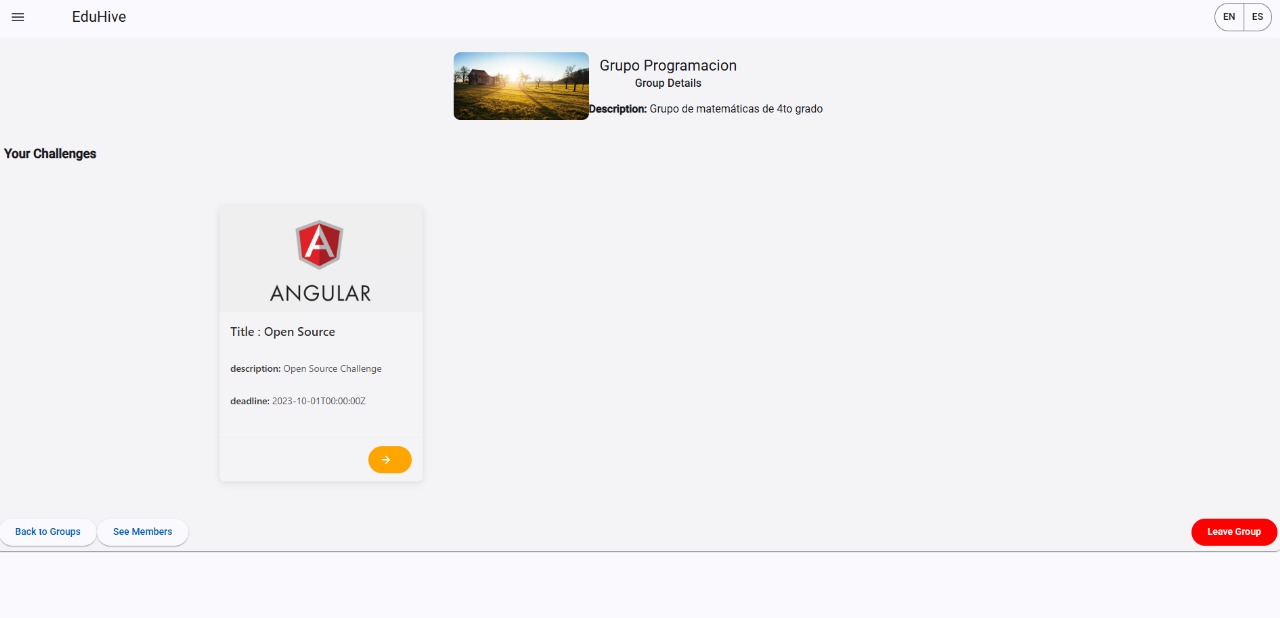 EduHive
EN
ES
Grupo Programacion
Group Details
Description: Grupo de matemáticas de 4to grado
Your Challenges
ANGULAR
Title : Open Source
description: Open Source Challenge
deadline: 2023-10-01T00:00:00Z
Back to Groups
See Members
Leave Group